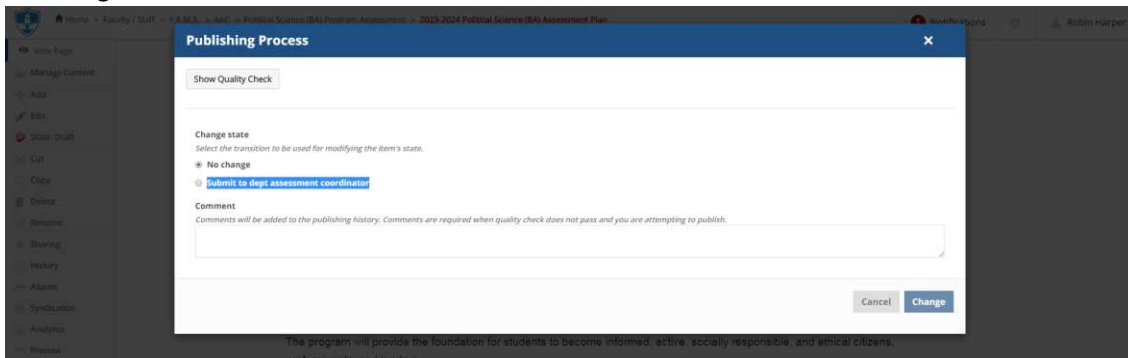 Home > Faculty / Staff > F.A.M.S. > AAC > Political Science (BA) Program Assessment > 2023-2024 Political Science (BA) Assessment Plan
Notifications
Robin Harper
Publishing Process
×
View Page
Manage Content
Add
Edit
State: Draft
Cut
Copy
Delete
Rename
Sharing
History
Aliases
Syndication
Analytics
Preview
Show Quality Check
Change state
Select the transition to be used for modifying the item's state.
No change
Submit to dept assessment coordinator
Comment
Comments will be added to the publishing history. Comments are required when quality check does not pass and you are attempting to publish.
Cancel
Change
The program will provide the foundation for students to become informed, active, socially responsible, and ethical citizens,